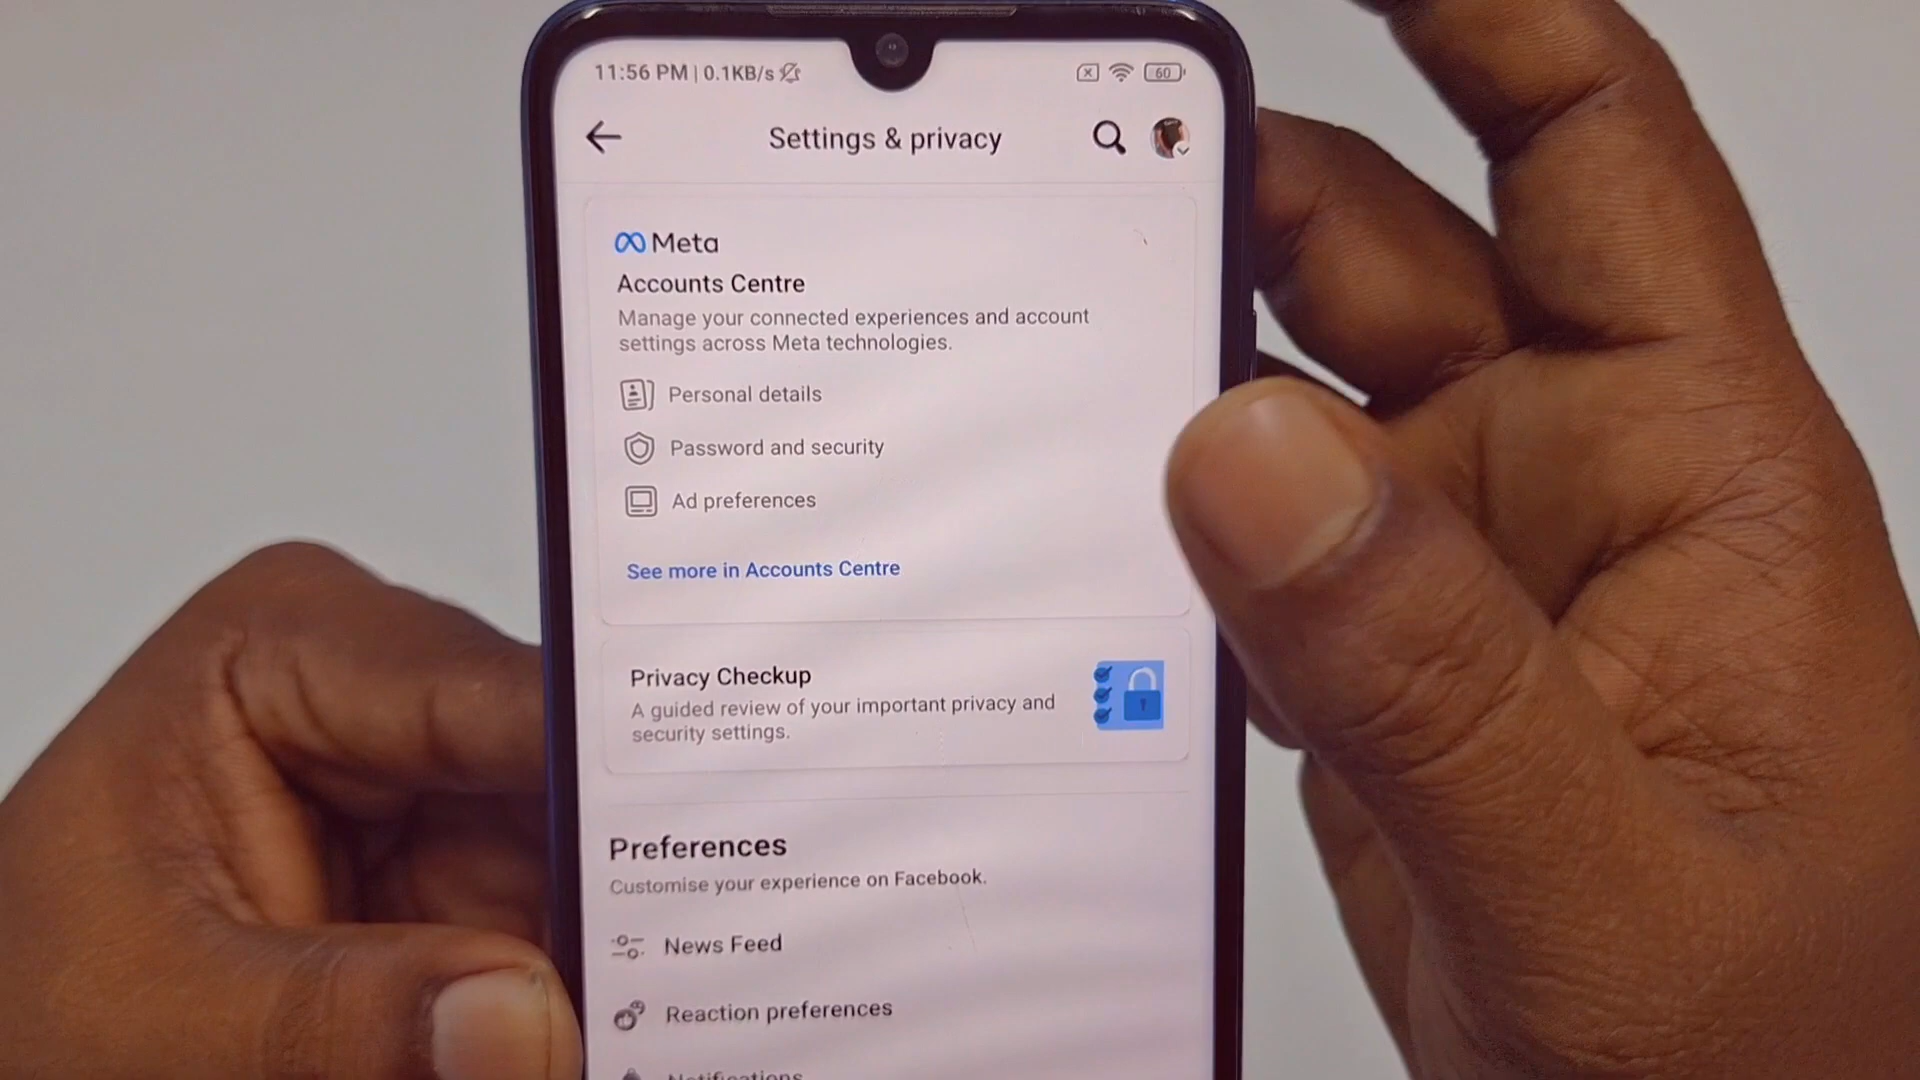 11:56 PM | 0.1KB/s
60
Settings & privacy
Meta
Accounts Centre
Manage your connected experiences and account
settings across Meta technologies.
Personal details
Password and security
Ad preferences
See more in Accounts Centre
Privacy Checkup
A guided review of your important privacy and
security settings.
Preferences
Customise your experience on Facebook.
News Feed
Reaction preferences
Notifications